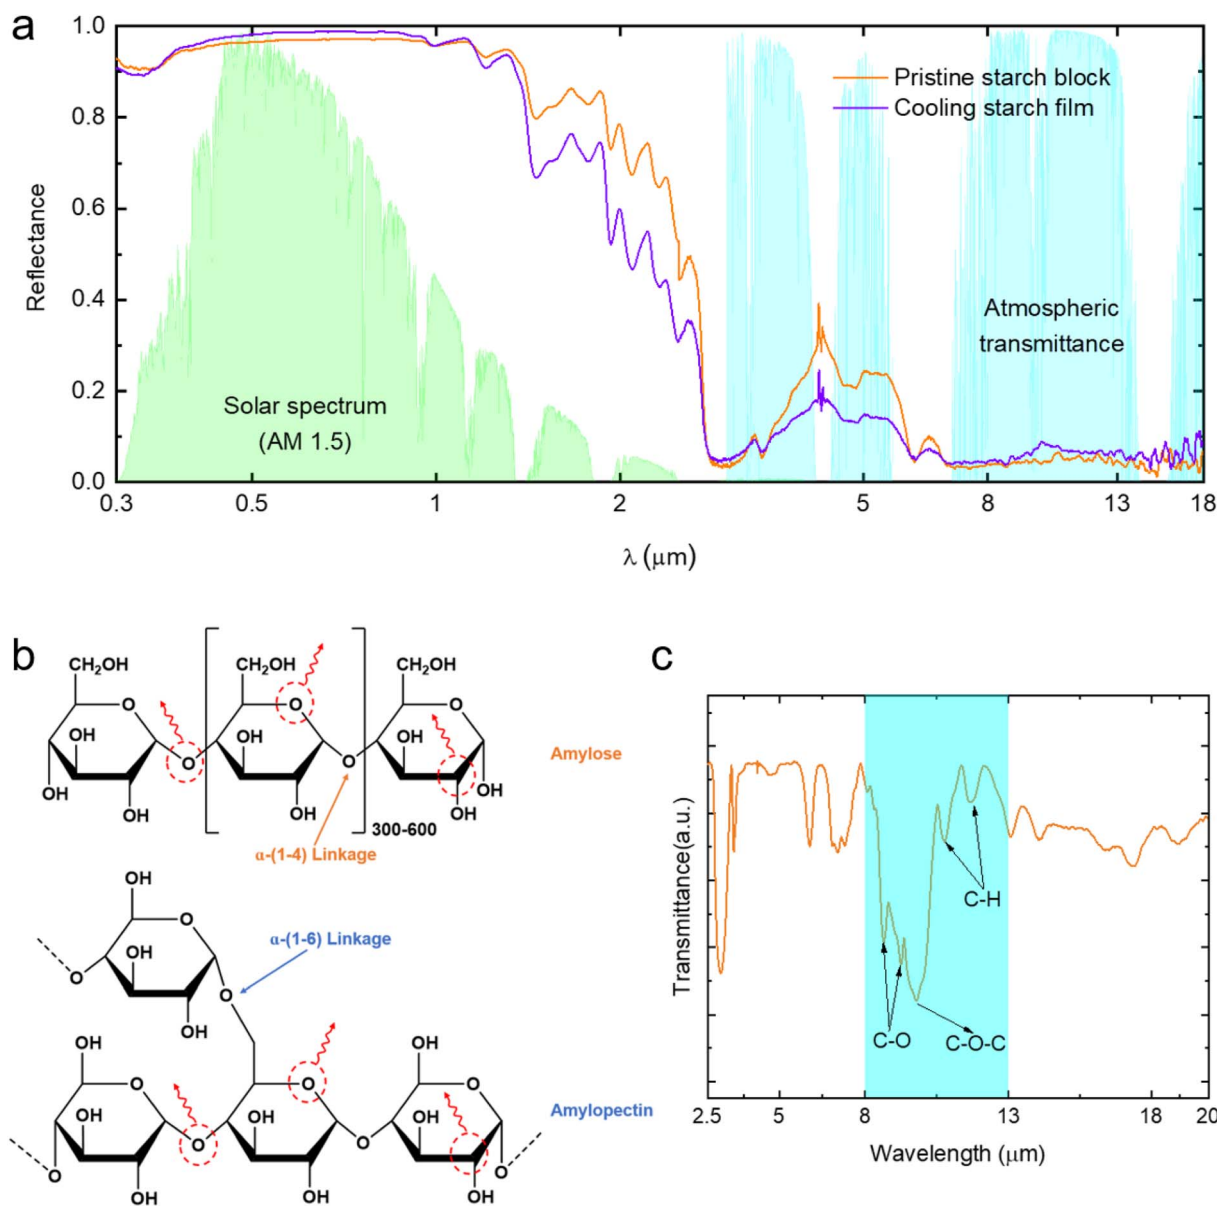 a
1.0
0.8
0.6
0.4
0.2
0.0
Reflectance
Pristine starch block
Cooling starch film
Solar spectrum
(AM 1.5)
Atmospheric
transmittance
0.3 0.5 1 2 5 8 13 18
λ (μm)
b
CH₂OH CH₂OH CH₂OH
O O O
OH OH OH
O O
OH OH
OH OH OH
300-600
Amylose
α-(1-4) Linkage
OH
O
OH
α-(1-6) Linkage
O O
OH
OH OH
O O O
OH OH OH
Amylopectin
O O O O
OH OH OH
c
Transmittance(a.u.)
C-H
C-O
C-O-C
2.5 5 8 13 18 20
Wavelength (μm)